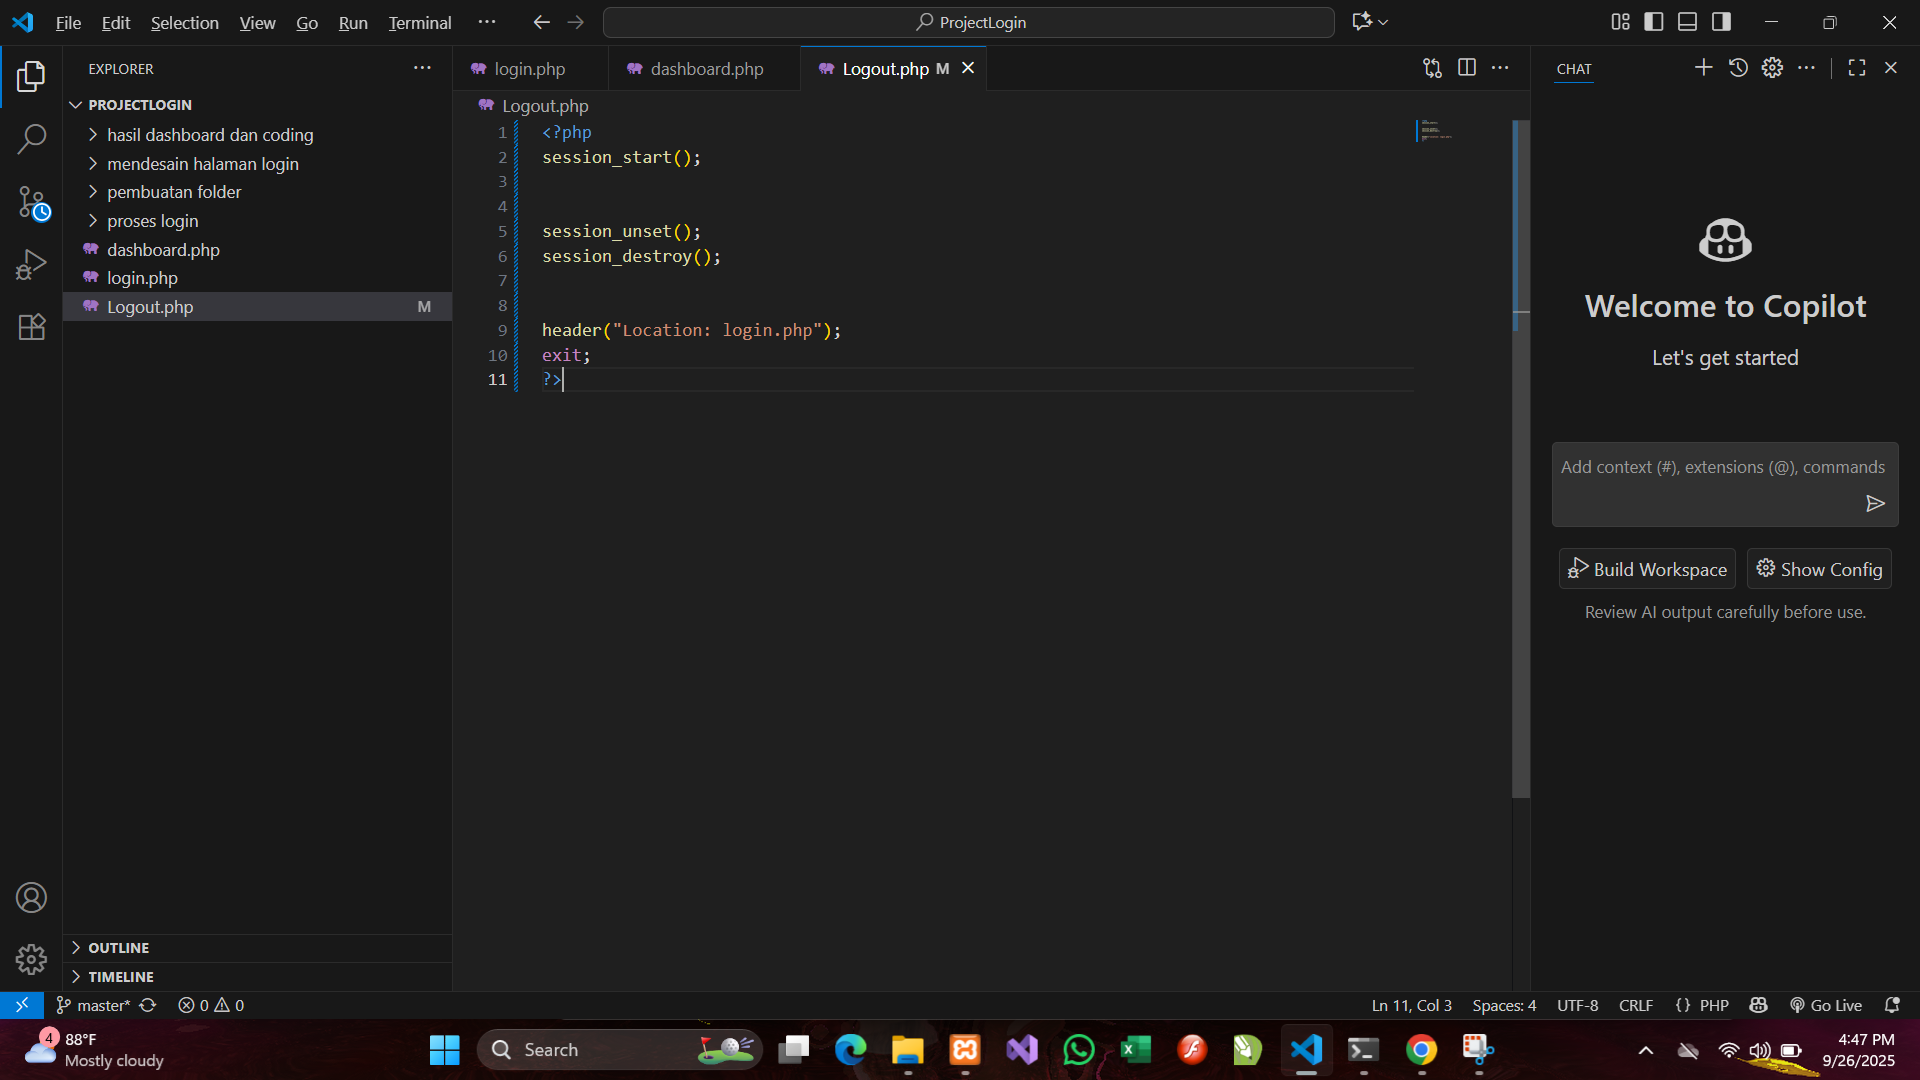 File Edit Selection View Go Run Terminal ··· ProjectLogin
EXPLORER
PROJECTLOGIN
hasil dashboard dan coding
mendesain halaman login
pembuatan folder
proses login
dashboard.php
login.php
Logout.php M
OUTLINE
TIMELINE
login.php dashboard.php Logout.php M
Logout.php
1 <?php
2 session_start();
3
4
5 session_unset();
6 session_destroy();
7
8
9 header("Location: login.php");
10 exit;
11 ?>
CHAT
Welcome to Copilot
Let's get started
Add context (#), extensions (@), commands
Build Workspace Show Config
Review AI output carefully before use.
master* 0 0 Ln 11, Col 3 Spaces: 4 UTF-8 CRLF {} PHP Go Live
4
88°F
Mostly cloudy
Search
4:47 PM
9/26/2025